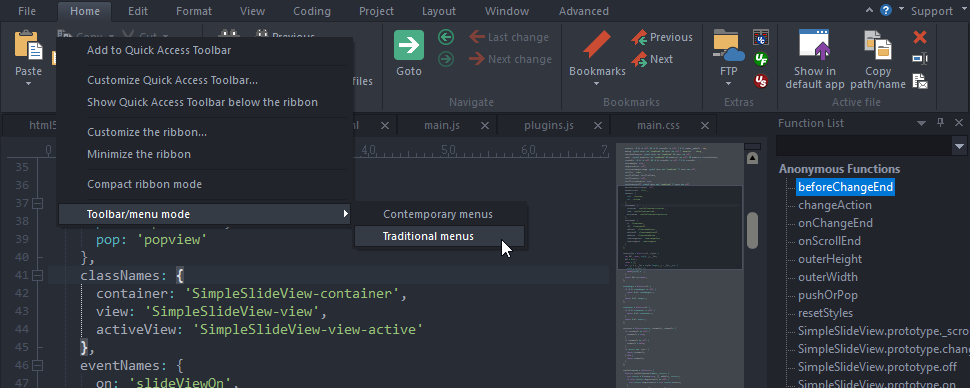 File Home Edit Format View Coding Project Layout Window Advanced Support
Add to Quick Access Toolbar
Customize Quick Access Toolbar...
Show Quick Access Toolbar below the ribbon
Customize the ribbon...
Minimize the ribbon
Compact ribbon mode
Toolbar/menu mode
Contemporary menus
Traditional menus
Paste
Copy
Cut
Previous
files
Goto
Last change
Next change
Navigate
Bookmarks
Previous
Next
Bookmarks
FTP
Extras
Show in
default app
Copy
path/name
Active file
html5
main.js
plugins.js
main.css
Function List
Anonymous Functions
beforeChangeEnd
changeAction
onChangeEnd
onScrollEnd
outerHeight
outerWidth
pushOrPop
resetStyles
SimpleSlideView.prototype._scro
SimpleSlideView.prototype.chan
SimpleSlideView.prototype.off
SimpleSlideView.prototype.on
40 50 60
35
36
37
38
39 pop: 'popview'
40 },
41 classNames: {
42 container: 'SimpleSlideView-container',
43 view: 'SimpleSlideView-view',
44 activeView: 'SimpleSlideView-view-active'
45 },
46 eventNames: {
47 on: 'slideViewOn',